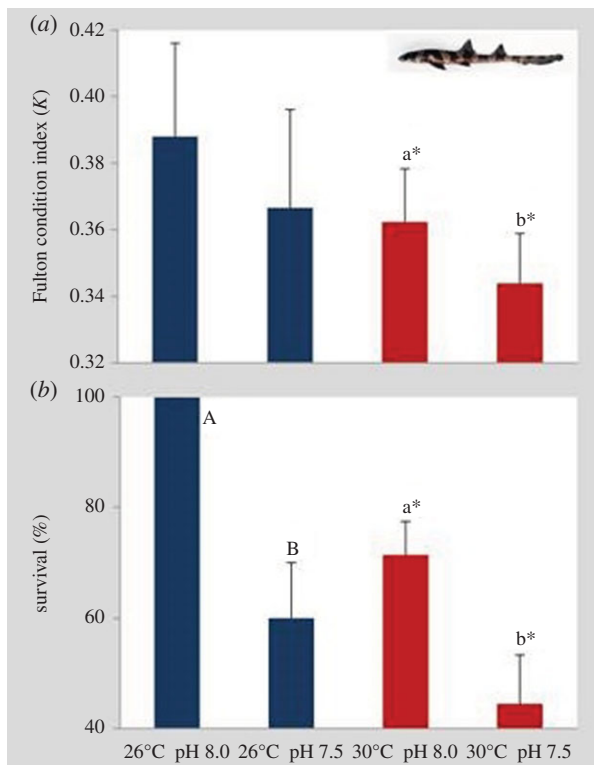 (a)
0.42
0.40
0.38
0.36
0.34
0.32
Fulton condition index (K)
a*
b*
(b)
100
80
60
40
survival (%)
A
B
a*
b*
26°C pH 8.0 26°C pH 7.5 30°C pH 8.0 30°C pH 7.5